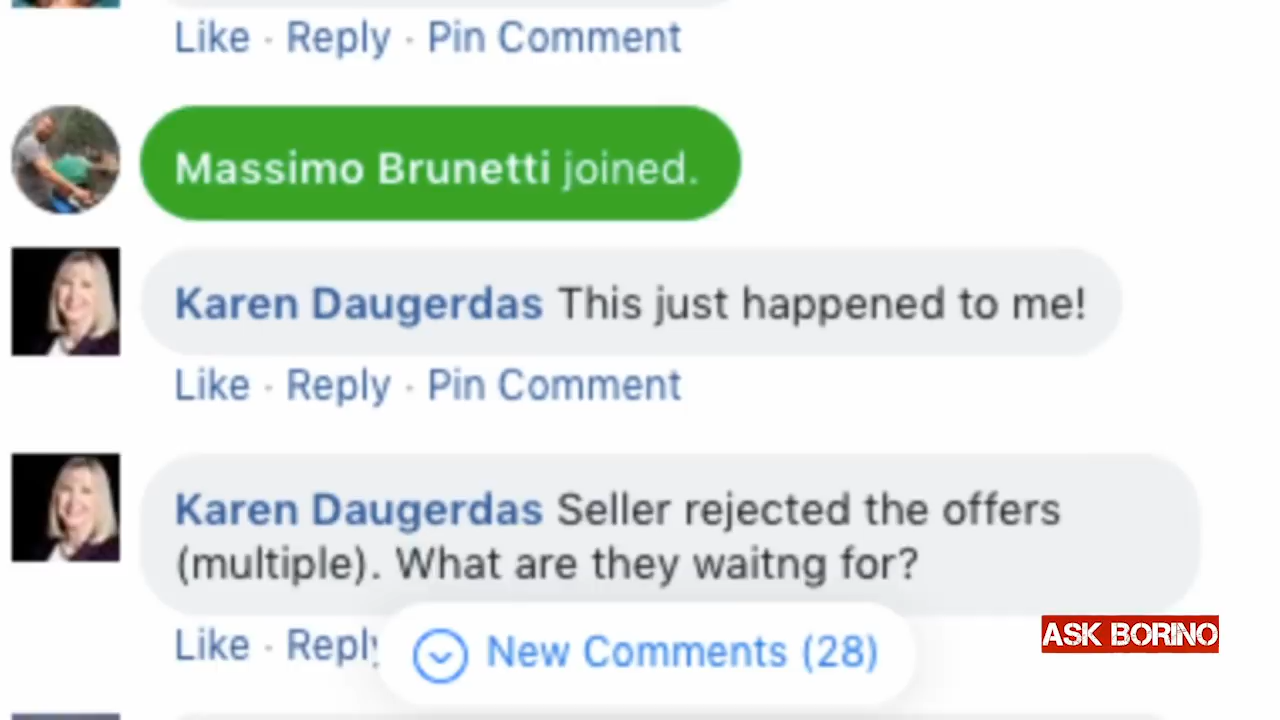 Like · Reply · Pin Comment
Massimo Brunetti joined.
Karen Daugerdas This just happened to me!
Like · Reply · Pin Comment
Karen Daugerdas Seller rejected the offers
(multiple). What are they waitng for?
Like · Reply
New Comments (28)
ASK BORINO